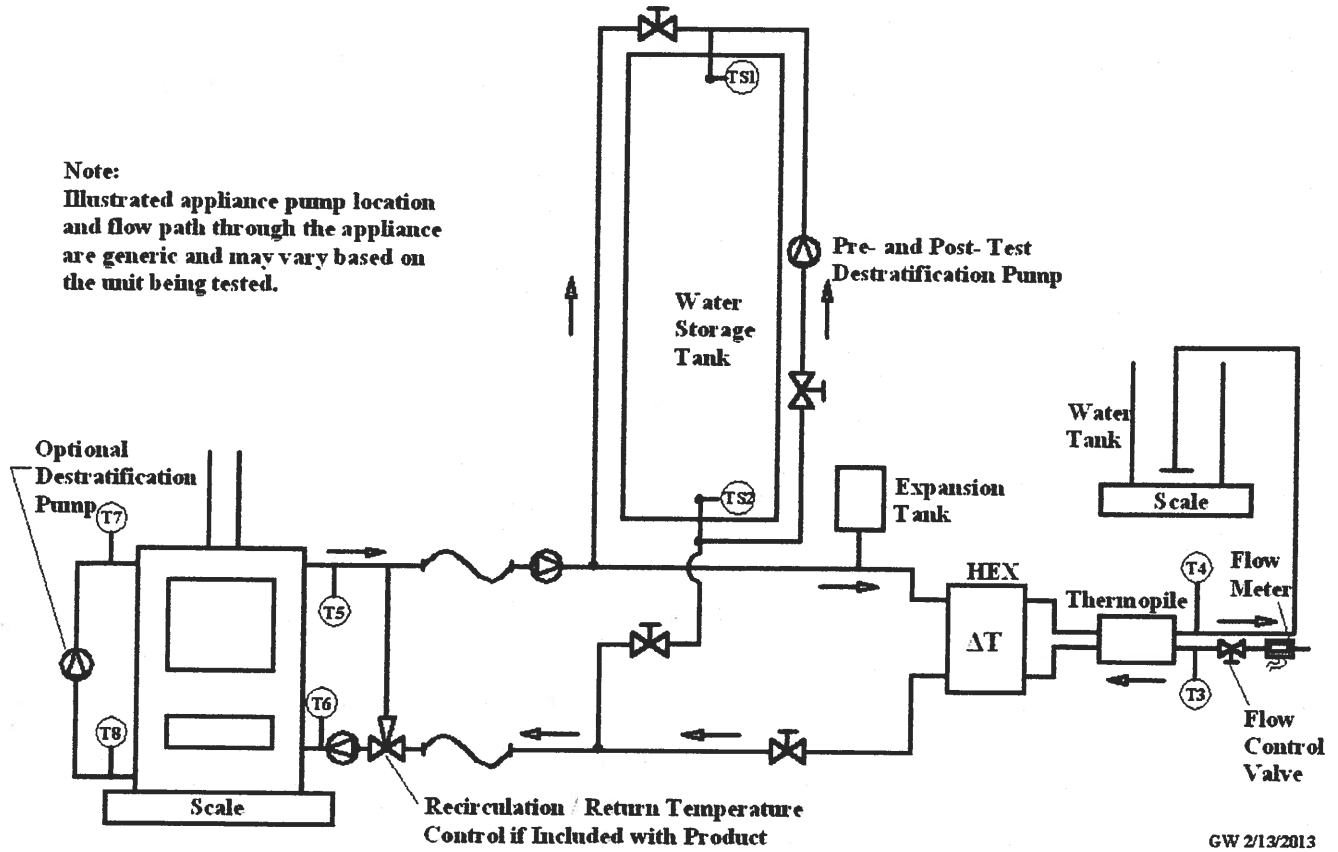 TS1
Note:
Illustrated appliance pump location
and flow path through the appliance
are generic and may vary based on
the unit being tested.
Pre- and Post- Test
Destratification Pump
Water
Storage
Tank
Water
Tank
Scale
Optional
Destratification
Pump
T7
TS2
Expansion
Tank
HEX
ΔT
Thermopile
T4
Flow
Meter
T5
T6
T8
T3
Flow
Control
Valve
Scale
Recirculation / Return Temperature
Control if Included with Product
GW 2/13/2013